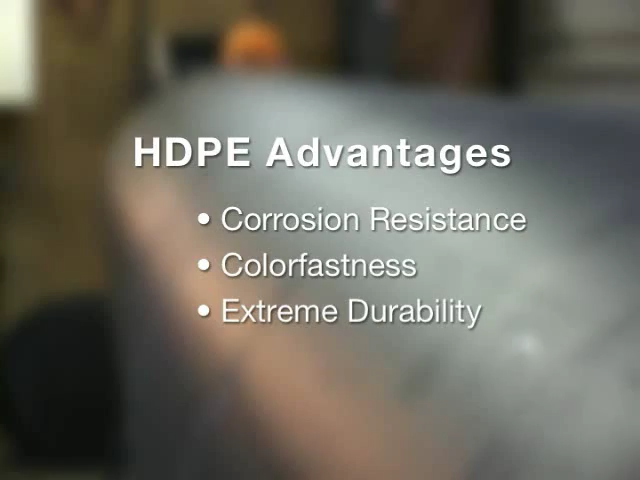 HDPE Advantages
• Corrosion Resistance
• Colorfastness
• Extreme Durability